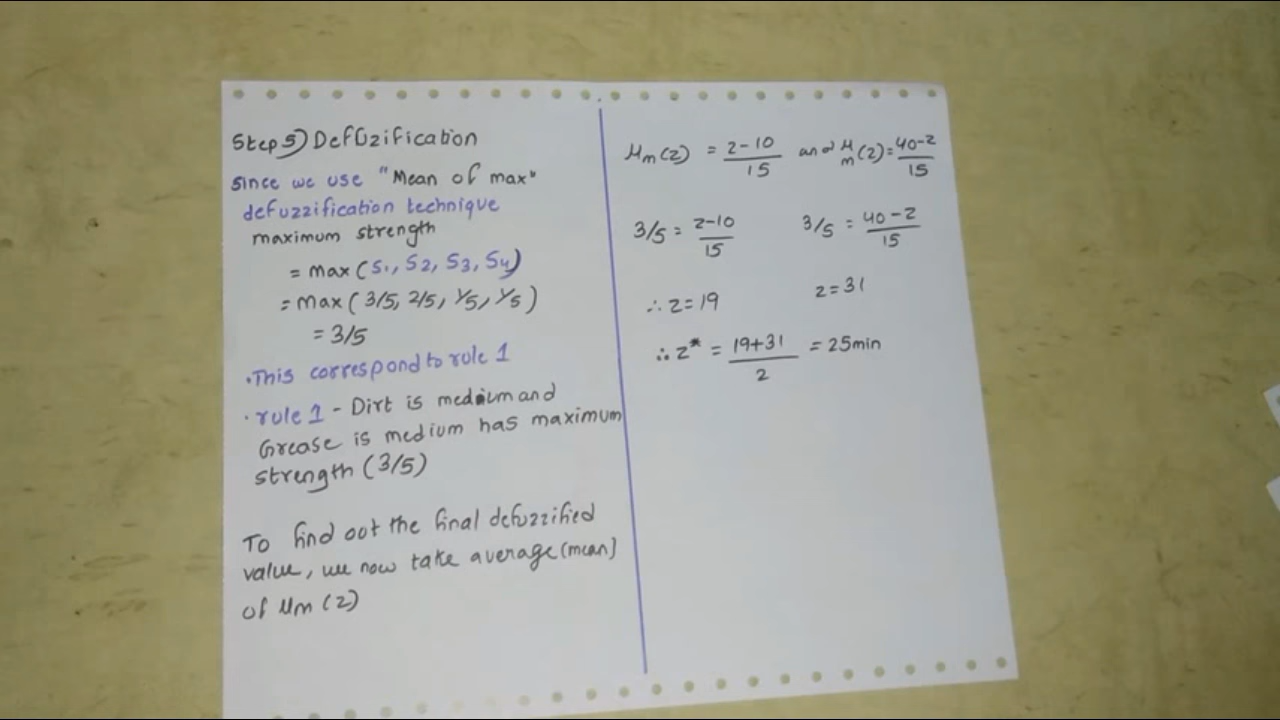 Step 5) Defuzification
Since we use "Mean of max"
defuzzification technique
maximum strength
= max (S1, S2, S3, S4)
= max ( 3/5, 2/5, 1/5, 1/5 )
= 3/5
• This correspond to rule 1
• rule 1 - Dirt is medium and
Grease is medium has maximum
strength (3/5)
To find out the final defuzzified
value, we now take average (mean)
of μm (z)
μm(z) = z-10/15 and μm(z) = 40-z/15
3/5 = z-10/15 3/5 = 40-z/15
∴ z = 19 z = 31
∴ z* = 19+31/2 = 25min